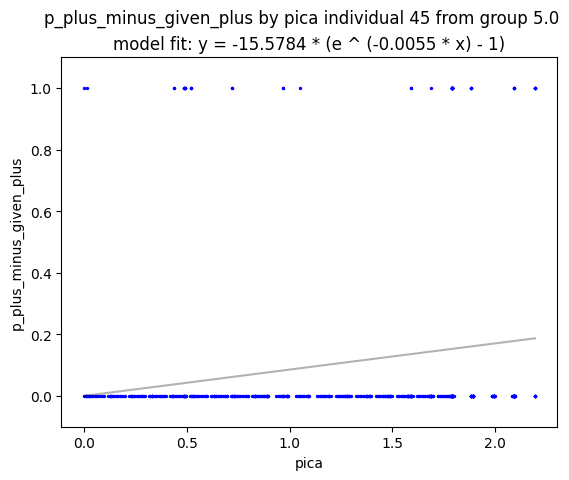 p_plus_minus_given_plus by pica individual 45 from group 5.0
model fit: y = -15.5784 * (e ^ (-0.0055 * x) - 1)
1.0
0.8
0.6
0.4
0.2
0.0
p_plus_minus_given_plus
0.0 0.5 1.0 1.5 2.0
pica